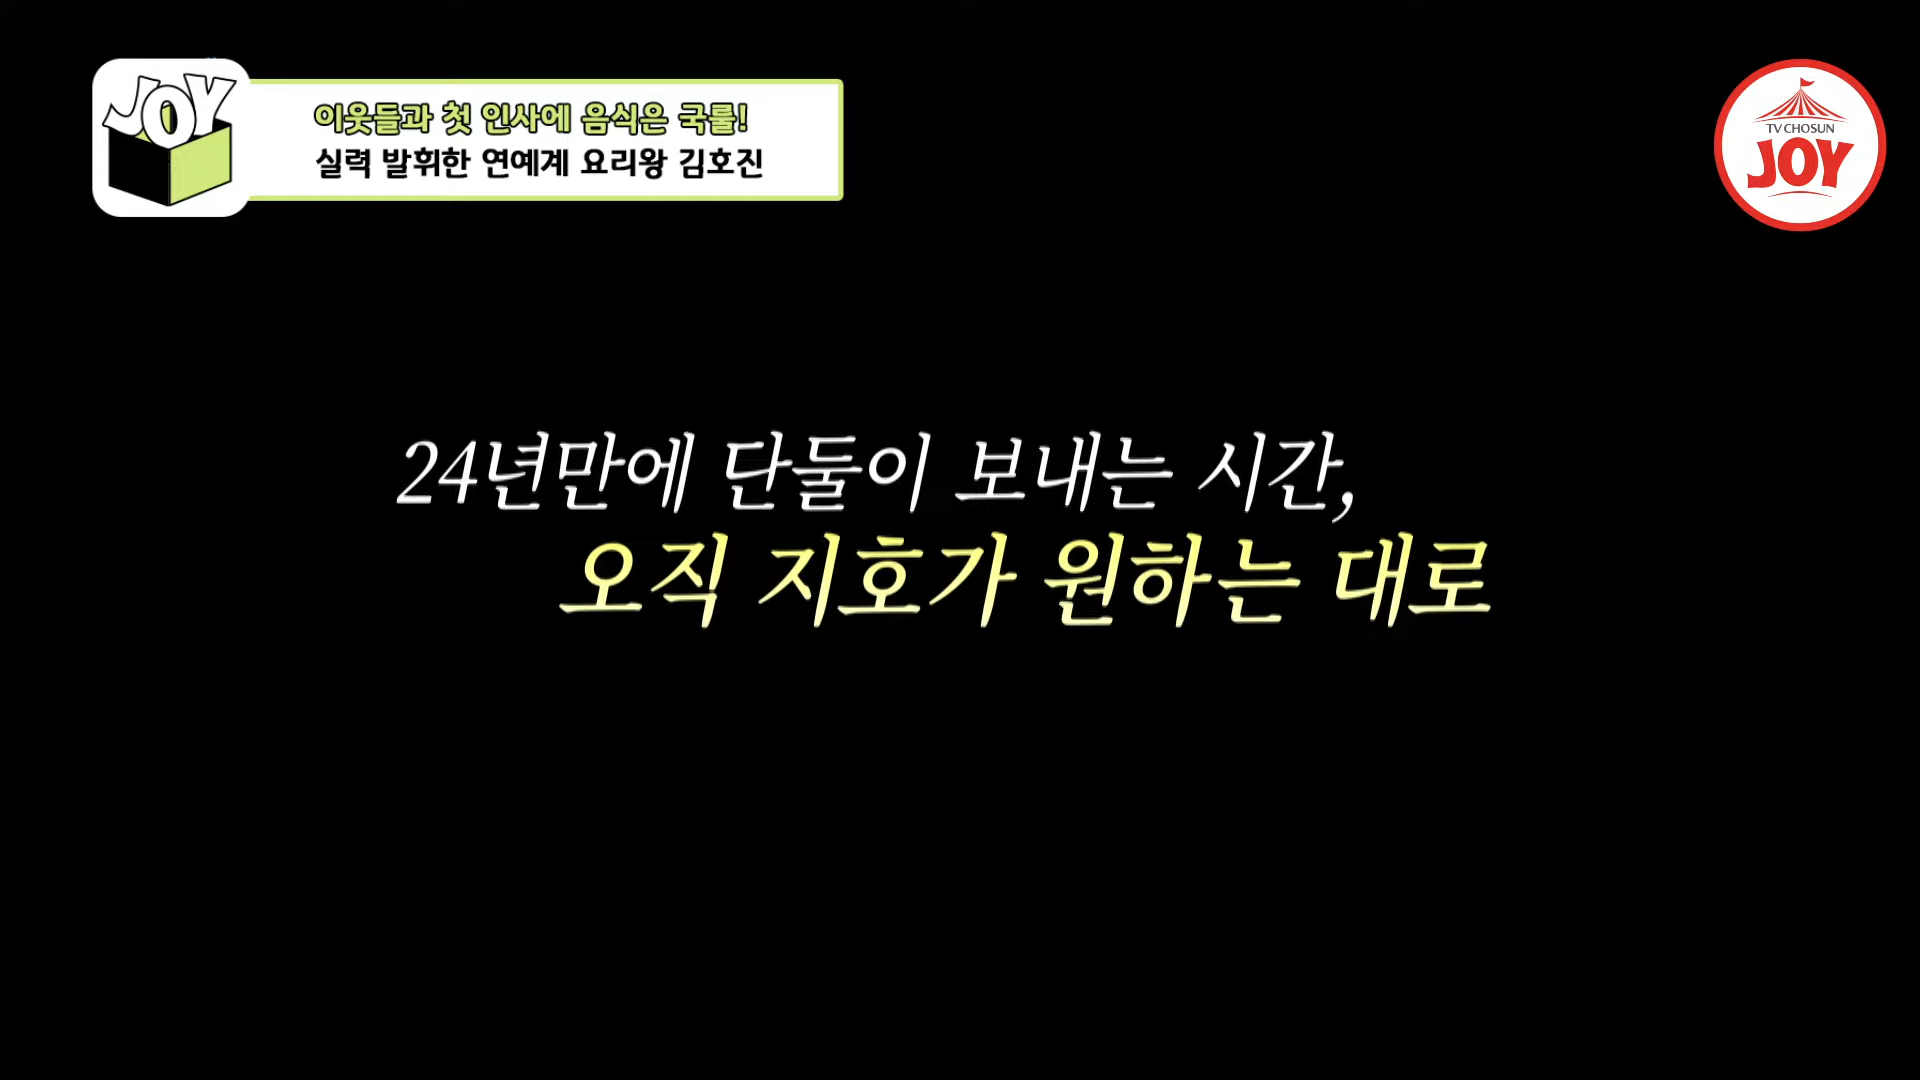 JOY
이웃들과 첫 인사에 음식은 국룰!
실력 발휘한 연예계 요리왕 김호진
TV CHOSUN
JOY
24년만에 단둘이 보내는 시간,
오직 지호가 원하는 대로